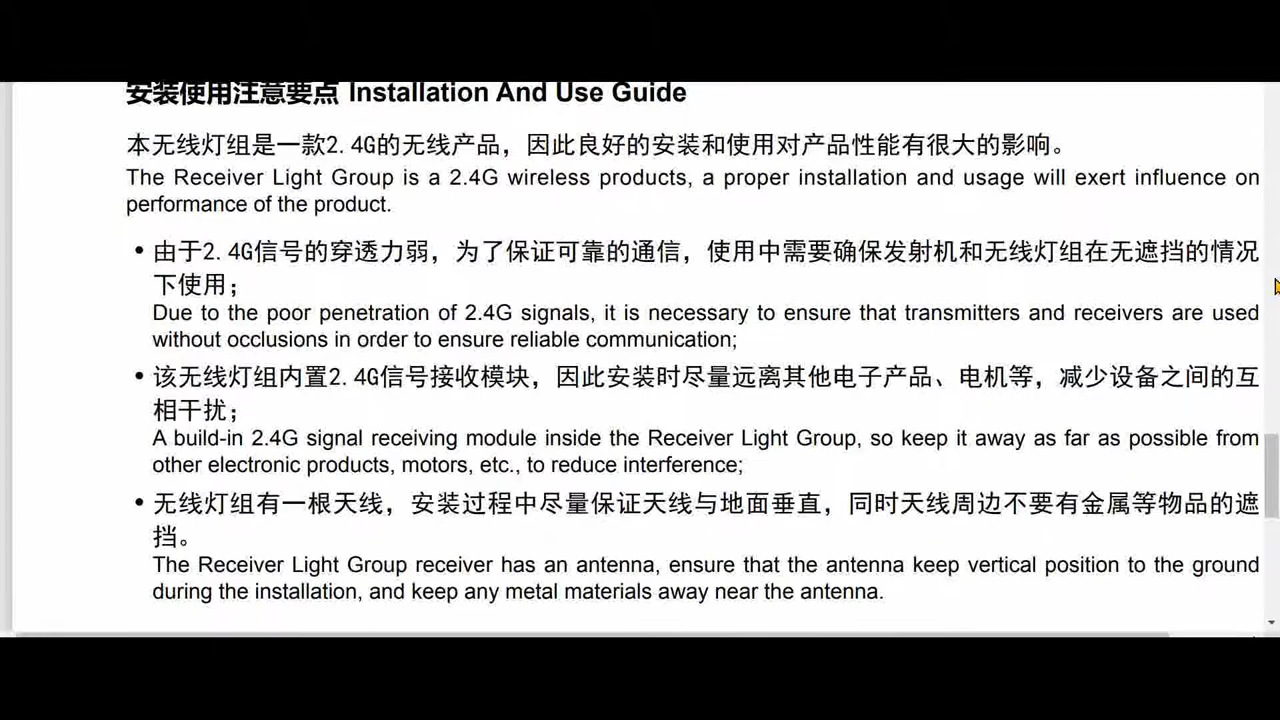 安装使用注意要点 Installation And Use Guide
本无线灯组是一款2.4G的无线产品，因此良好的安装和使用对产品性能有很大的影响。
The Receiver Light Group is a 2.4G wireless products, a proper installation and usage will exert influence on
performance of the product.
• 由于2.4G信号的穿透力弱，为了保证可靠的通信，使用中需要确保发射机和无线灯组在无遮挡的情况
下使用；
Due to the poor penetration of 2.4G signals, it is necessary to ensure that transmitters and receivers are used
without occlusions in order to ensure reliable communication;
• 该无线灯组内置2.4G信号接收模块，因此安装时尽量远离其他电子产品、电机等，减少设备之间的互
相干扰；
A build-in 2.4G signal receiving module inside the Receiver Light Group, so keep it away as far as possible from
other electronic products, motors, etc., to reduce interference;
• 无线灯组有一根天线，安装过程中尽量保证天线与地面垂直，同时天线周边不要有金属等物品的遮
挡。
The Receiver Light Group receiver has an antenna, ensure that the antenna keep vertical position to the ground
during the installation, and keep any metal materials away near the antenna.